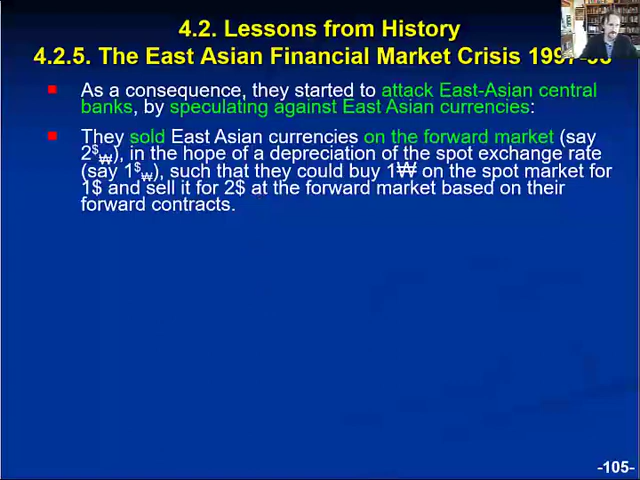 4.2. Lessons from History
4.2.5. The East Asian Financial Market Crisis 1997-98
As a consequence, they started to attack East-Asian central
banks, by speculating against East Asian currencies:
They sold East Asian currencies on the forward market (say
2$₩), in the hope of a depreciation of the spot exchange rate
(say 1$₩), such that they could buy 1₩ on the spot market for
1$ and sell it for 2$ at the forward market based on their
forward contracts.
-105-